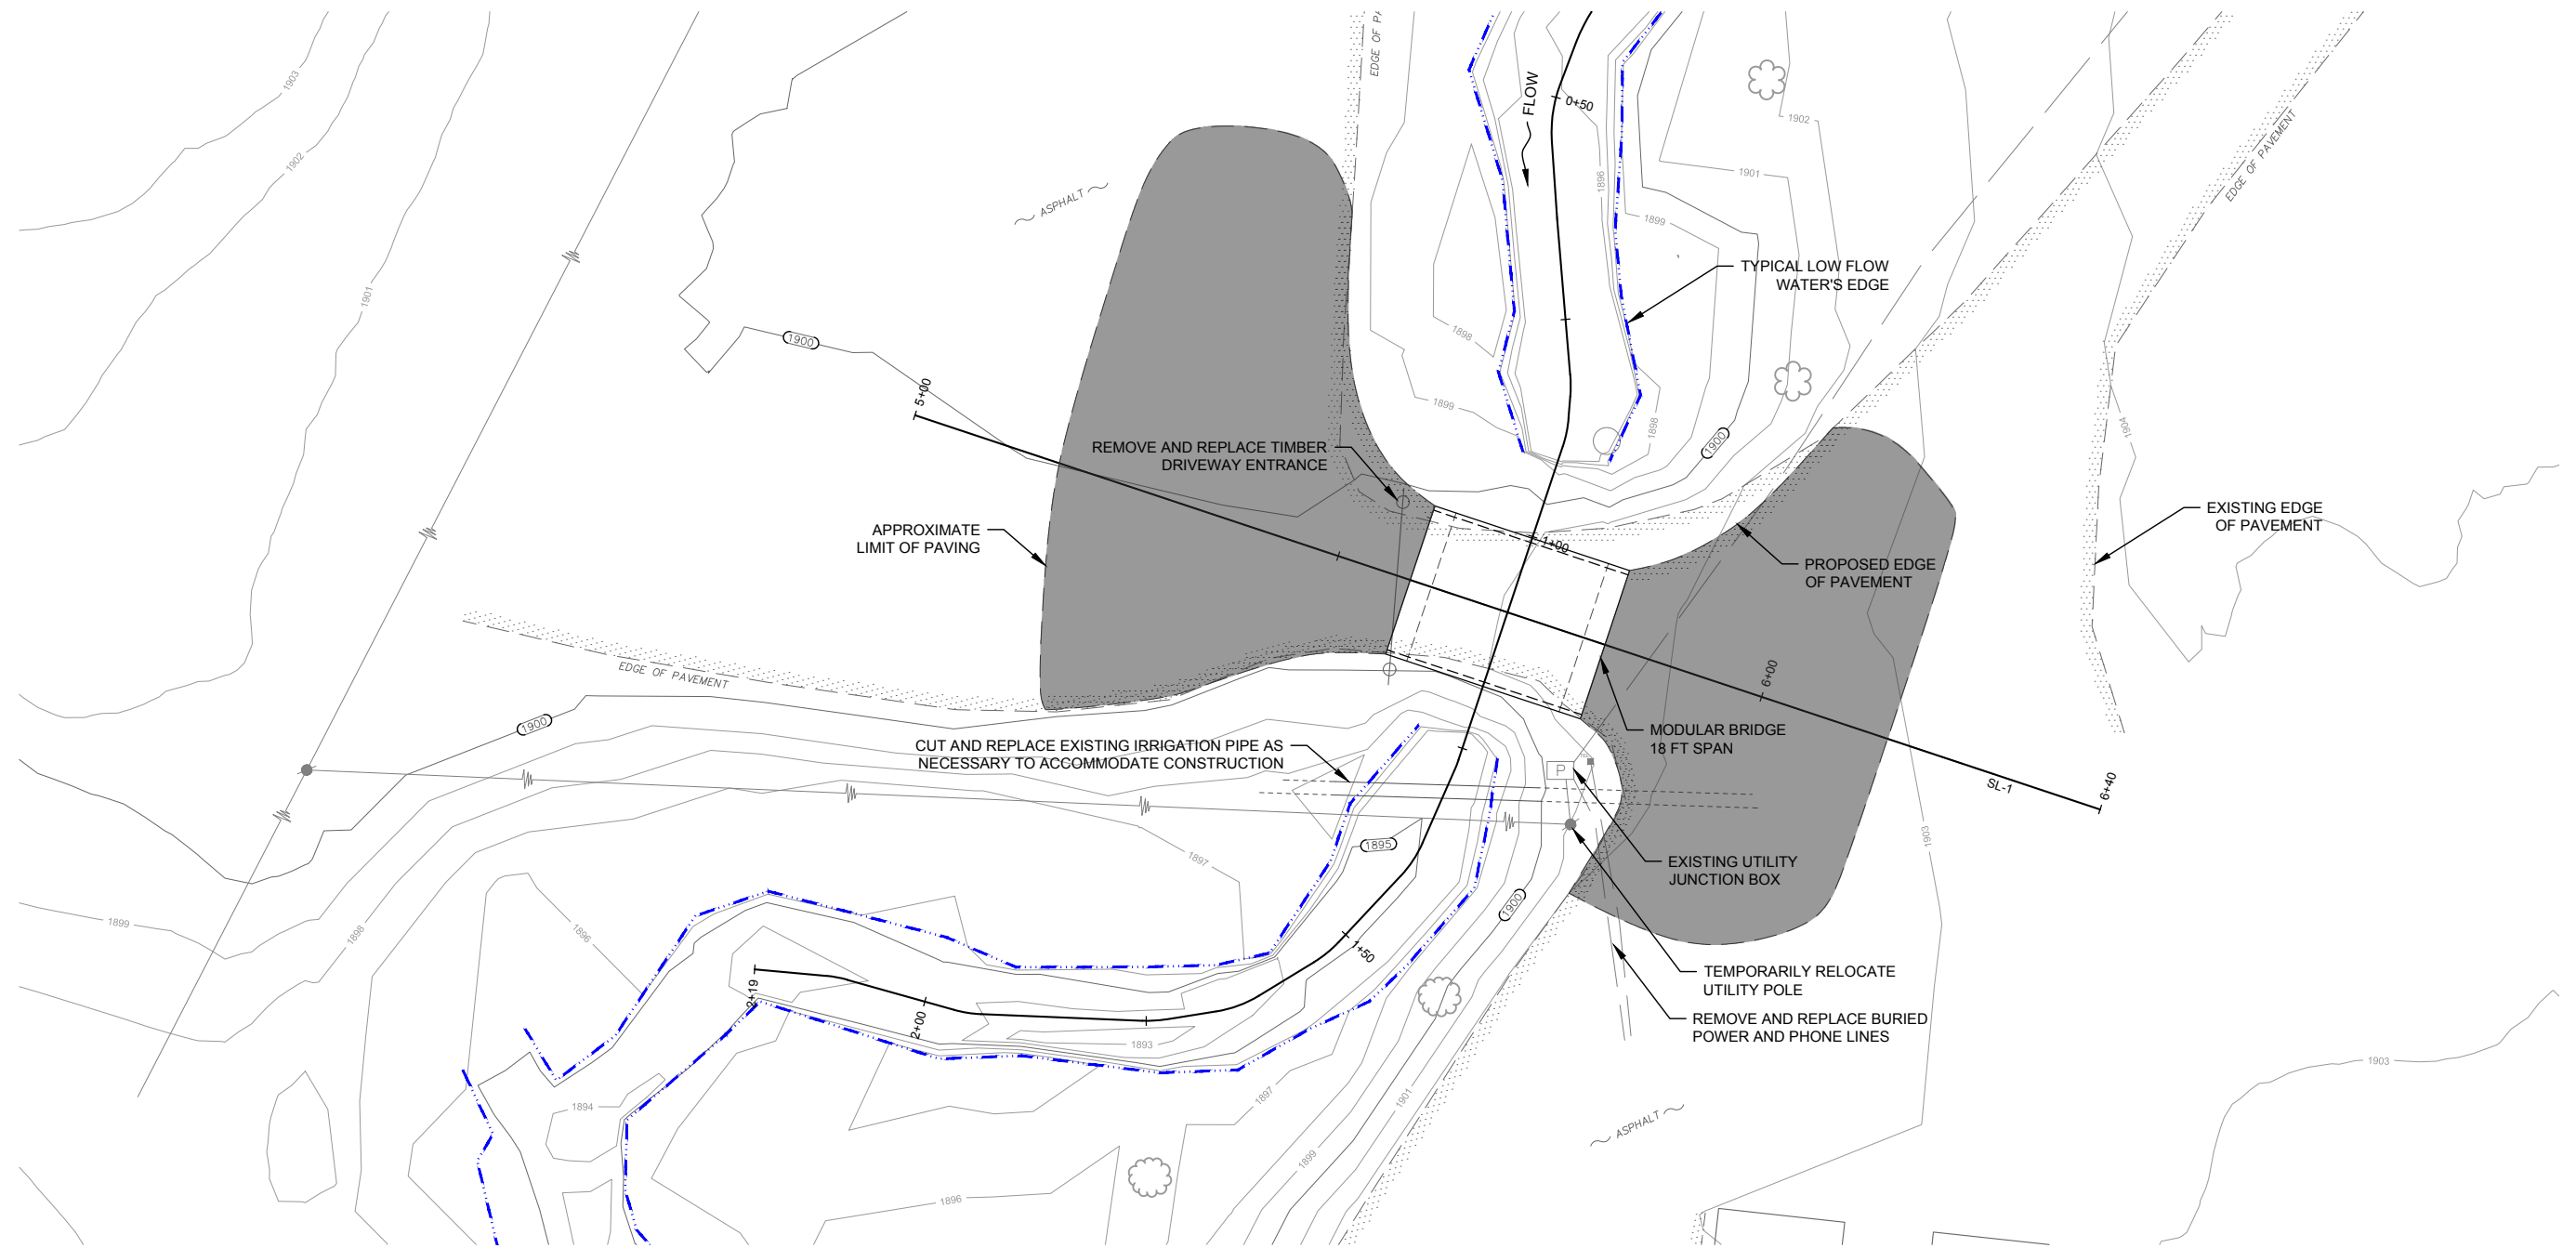 EDGE OF PA
FLOW
0+50
1903
1902
1901
1902
1901
1896
1899
ASPHALT
EDGE OF PAVEMENT
TYPICAL LOW FLOW
WATER'S EDGE
1900
1898
5+00
1899
1898
1900
1904
REMOVE AND REPLACE TIMBER
DRIVEWAY ENTRANCE
APPROXIMATE
LIMIT OF PAVING
1+00
EXISTING EDGE
OF PAVEMENT
PROPOSED EDGE
OF PAVEMENT
EDGE OF PAVEMENT
6+00
1900
MODULAR BRIDGE
18 FT SPAN
CUT AND REPLACE EXISTING IRRIGATION PIPE AS
NECESSARY TO ACCOMMODATE CONSTRUCTION
P
SL-1
6+40
1903
1895
1897
EXISTING UTILITY
JUNCTION BOX
1900
1899
1898
1896
1+50
2+19
2+00
TEMPORARILY RELOCATE
UTILITY POLE
REMOVE AND REPLACE BURIED
POWER AND PHONE LINES
1893
1903
1894
1897
1901
ASPHALT
1899
1896